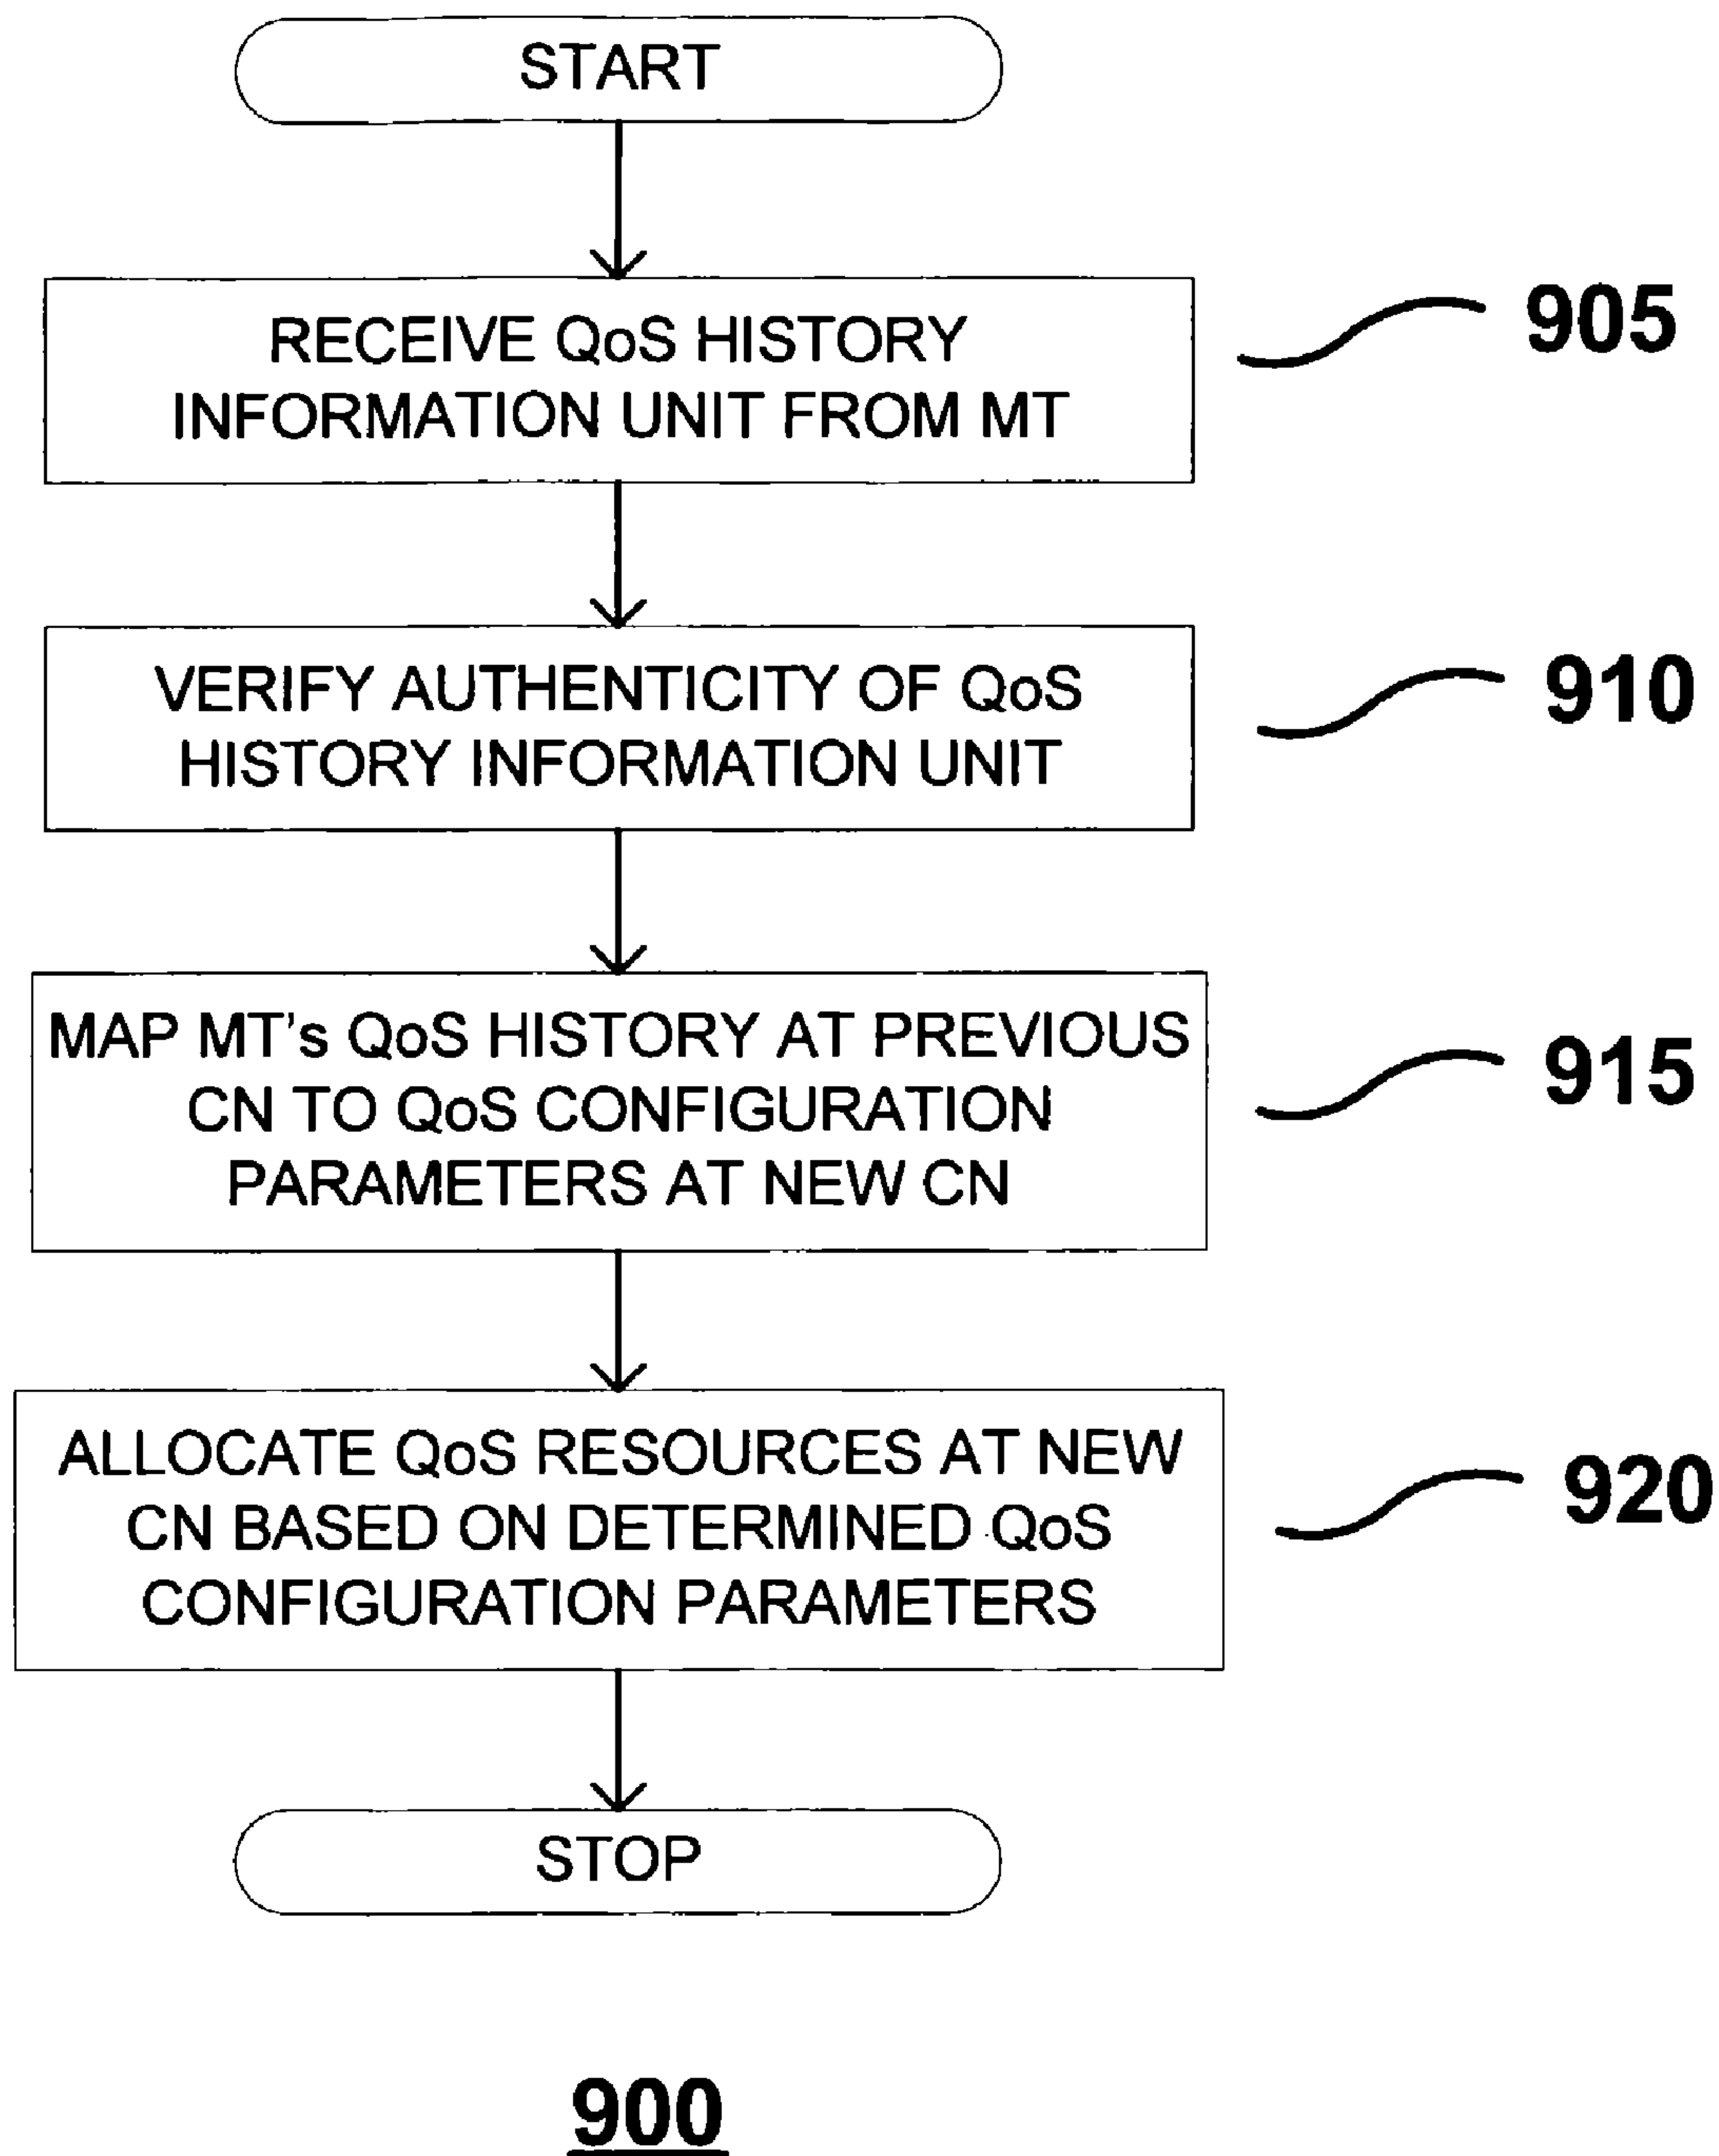 START
RECEIVE QoS HISTORY
INFORMATION UNIT FROM MT
905
VERIFY AUTHENTICITY OF QoS
HISTORY INFORMATION UNIT
910
MAP MT's QoS HISTORY AT PREVIOUS
CN TO QoS CONFIGURATION
PARAMETERS AT NEW CN
915
ALLOCATE QoS RESOURCES AT NEW
CN BASED ON DETERMINED QoS
CONFIGURATION PARAMETERS
920
STOP
900